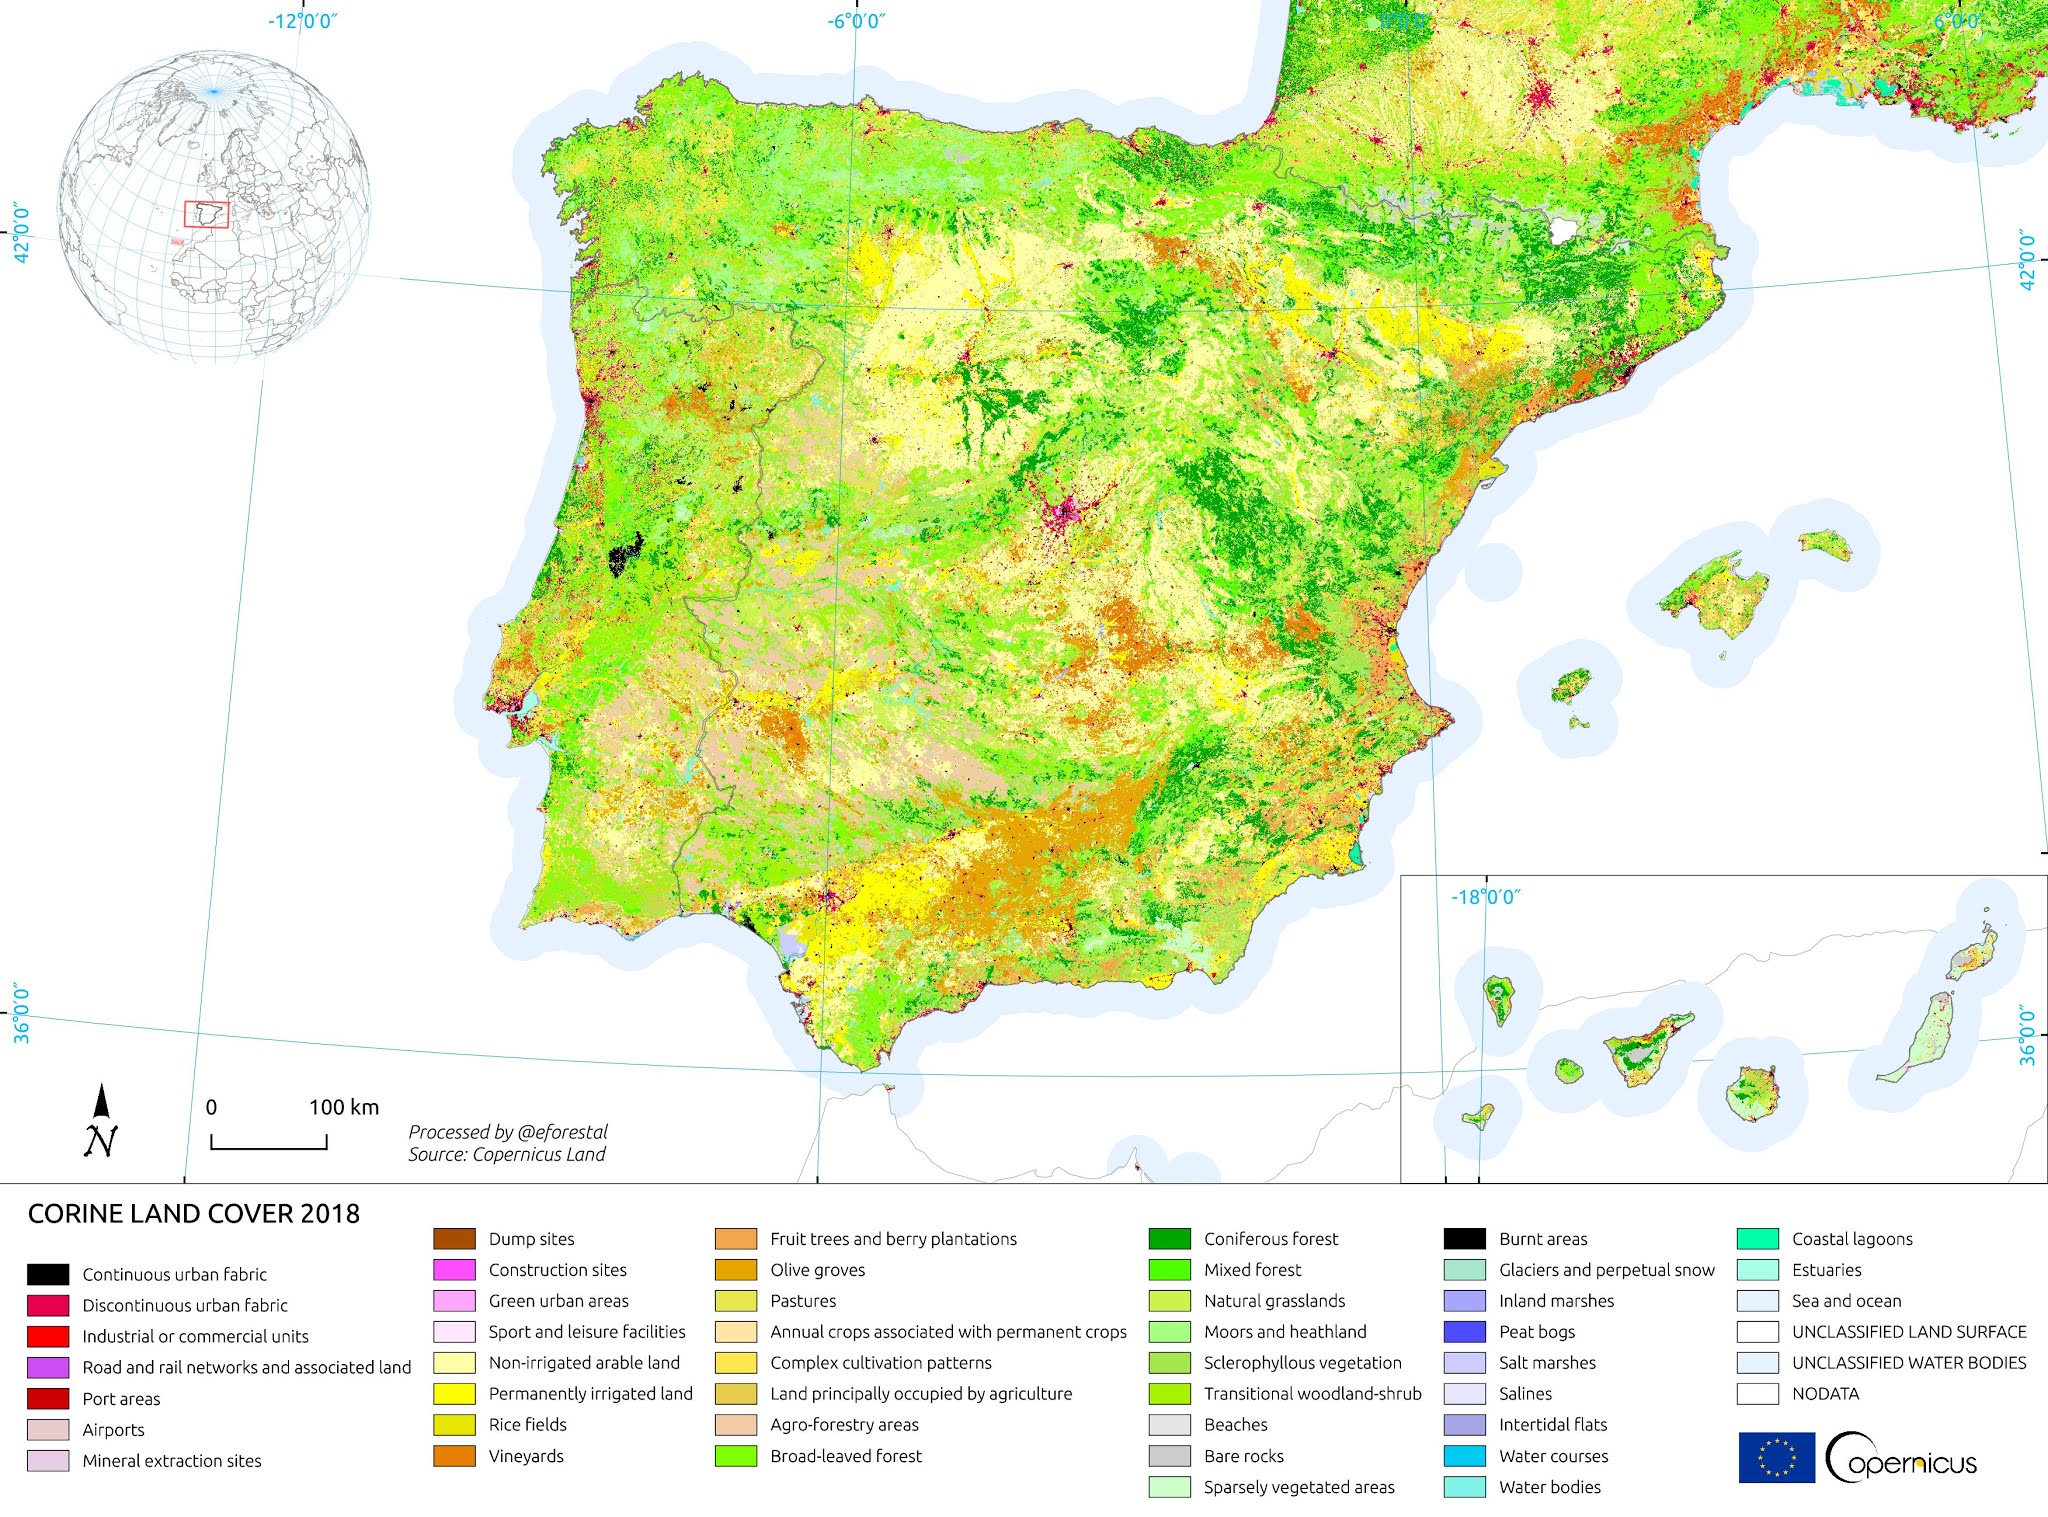 -12°0′0″
-6°0′0″
0°0′0″
6°0′0″
42°0′0″
42°0′0″
-18°0′0″
36°0′0″
36°0′0″
N
0 100 km
Processed by @eforestal
Source: Copernicus Land
CORINE LAND COVER 2018
Continuous urban fabric
Discontinuous urban fabric
Industrial or commercial units
Road and rail networks and associated land
Port areas
Airports
Mineral extraction sites
Dump sites
Construction sites
Green urban areas
Sport and leisure facilities
Non-irrigated arable land
Permanently irrigated land
Rice fields
Vineyards
Fruit trees and berry plantations
Olive groves
Pastures
Annual crops associated with permanent crops
Complex cultivation patterns
Land principally occupied by agriculture
Agro-forestry areas
Broad-leaved forest
Coniferous forest
Mixed forest
Natural grasslands
Moors and heathland
Sclerophyllous vegetation
Transitional woodland-shrub
Beaches
Bare rocks
Sparsely vegetated areas
Burnt areas
Glaciers and perpetual snow
Inland marshes
Peat bogs
Salt marshes
Salines
Intertidal flats
Water courses
Water bodies
Coastal lagoons
Estuaries
Sea and ocean
UNCLASSIFIED LAND SURFACE
UNCLASSIFIED WATER BODIES
NODATA
Copernicus